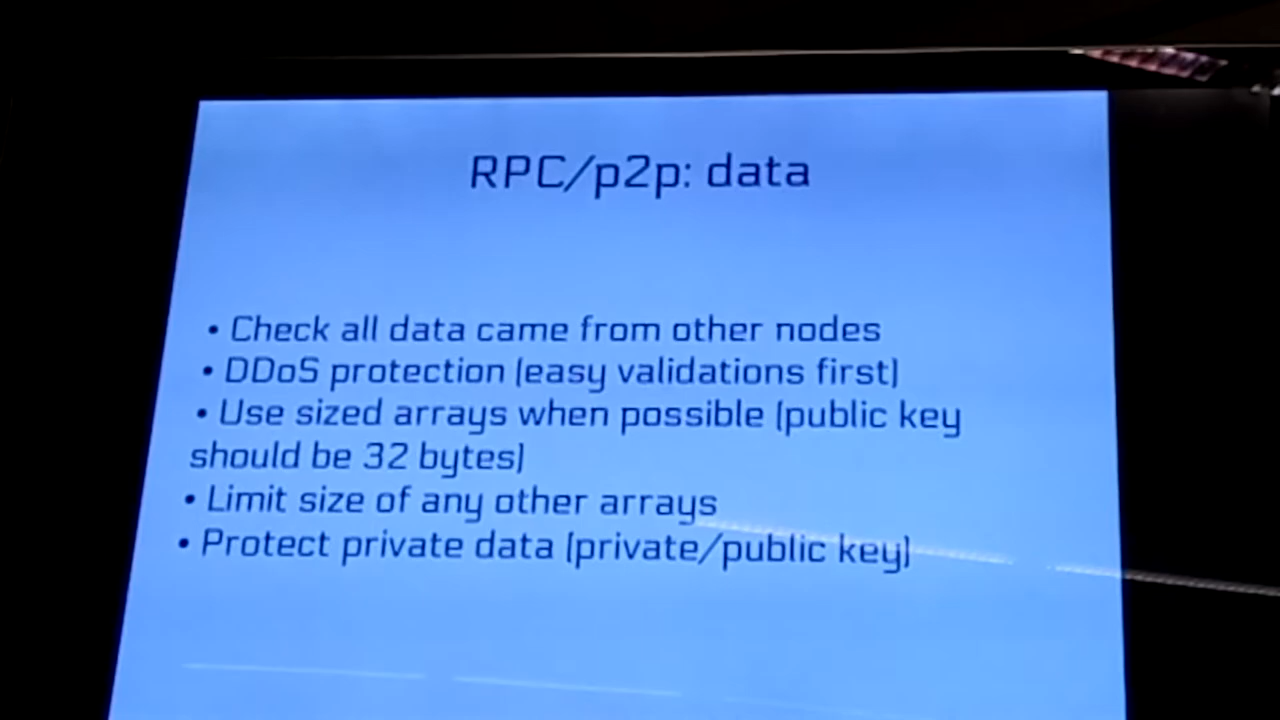 RPC/p2p: data
• Check all data came from other nodes
• DDoS protection (easy validations first)
• Use sized arrays when possible (public key
should be 32 bytes)
• Limit size of any other arrays
• Protect private data (private/public key)